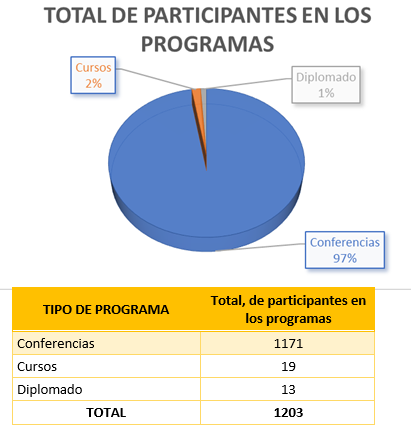 TOTAL DE PARTICIPANTES EN LOS
PROGRAMAS
Cursos
2%
Diplomado
1%
Conferencias
97%
TIPO DE PROGRAMA
Total, de participantes en
los programas
Conferencias 1171
Cursos 19
Diplomado 13
TOTAL 1203